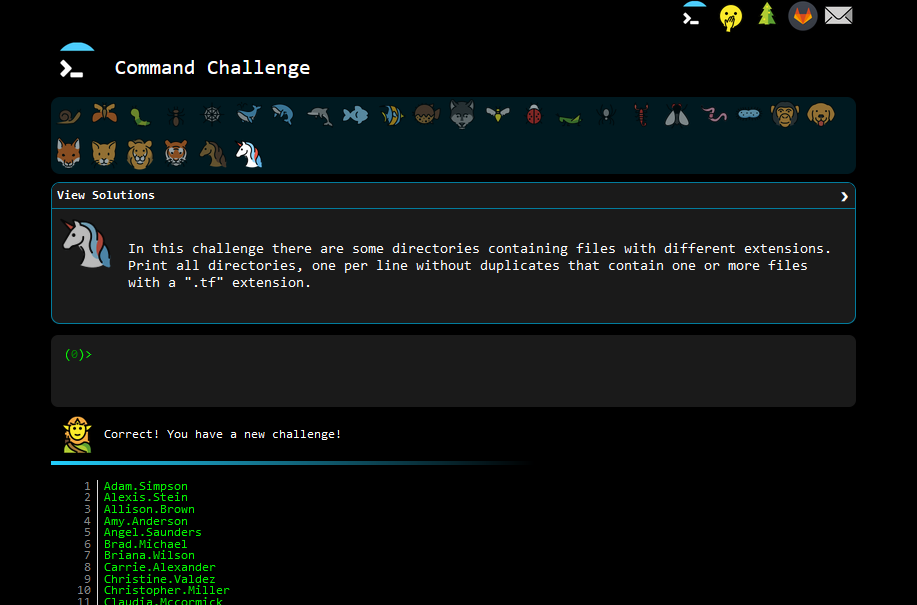 Command Challenge
View Solutions
In this challenge there are some directories containing files with different extensions.
Print all directories, one per line without duplicates that contain one or more files
with a ".tf" extension.
(0)>
Correct! You have a new challenge!
1 Adam.Simpson
2 Alexis.Stein
3 Allison.Brown
4 Amy.Anderson
5 Angel.Saunders
6 Brad.Michael
7 Briana.Wilson
8 Carrie.Alexander
9 Christine.Valdez
10 Christopher.Miller
11 Claudia.Mccormick